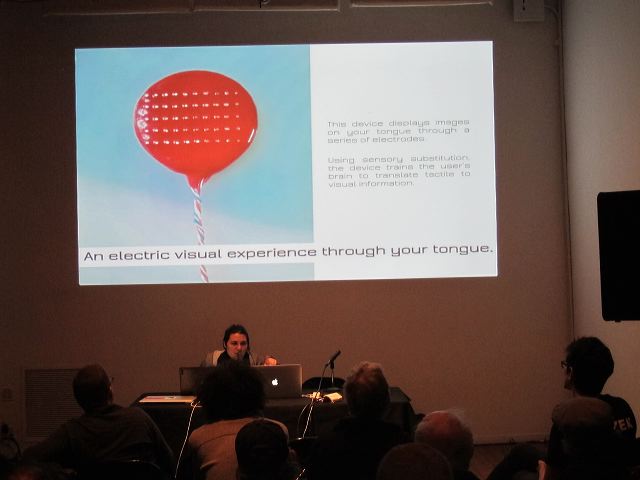 This device displays images
on your tongue through a
series of electrodes.
Using sensory substitution,
the device trains the user's
brain to translate tactile to
visual information.
An electric visual experience through your tongue.